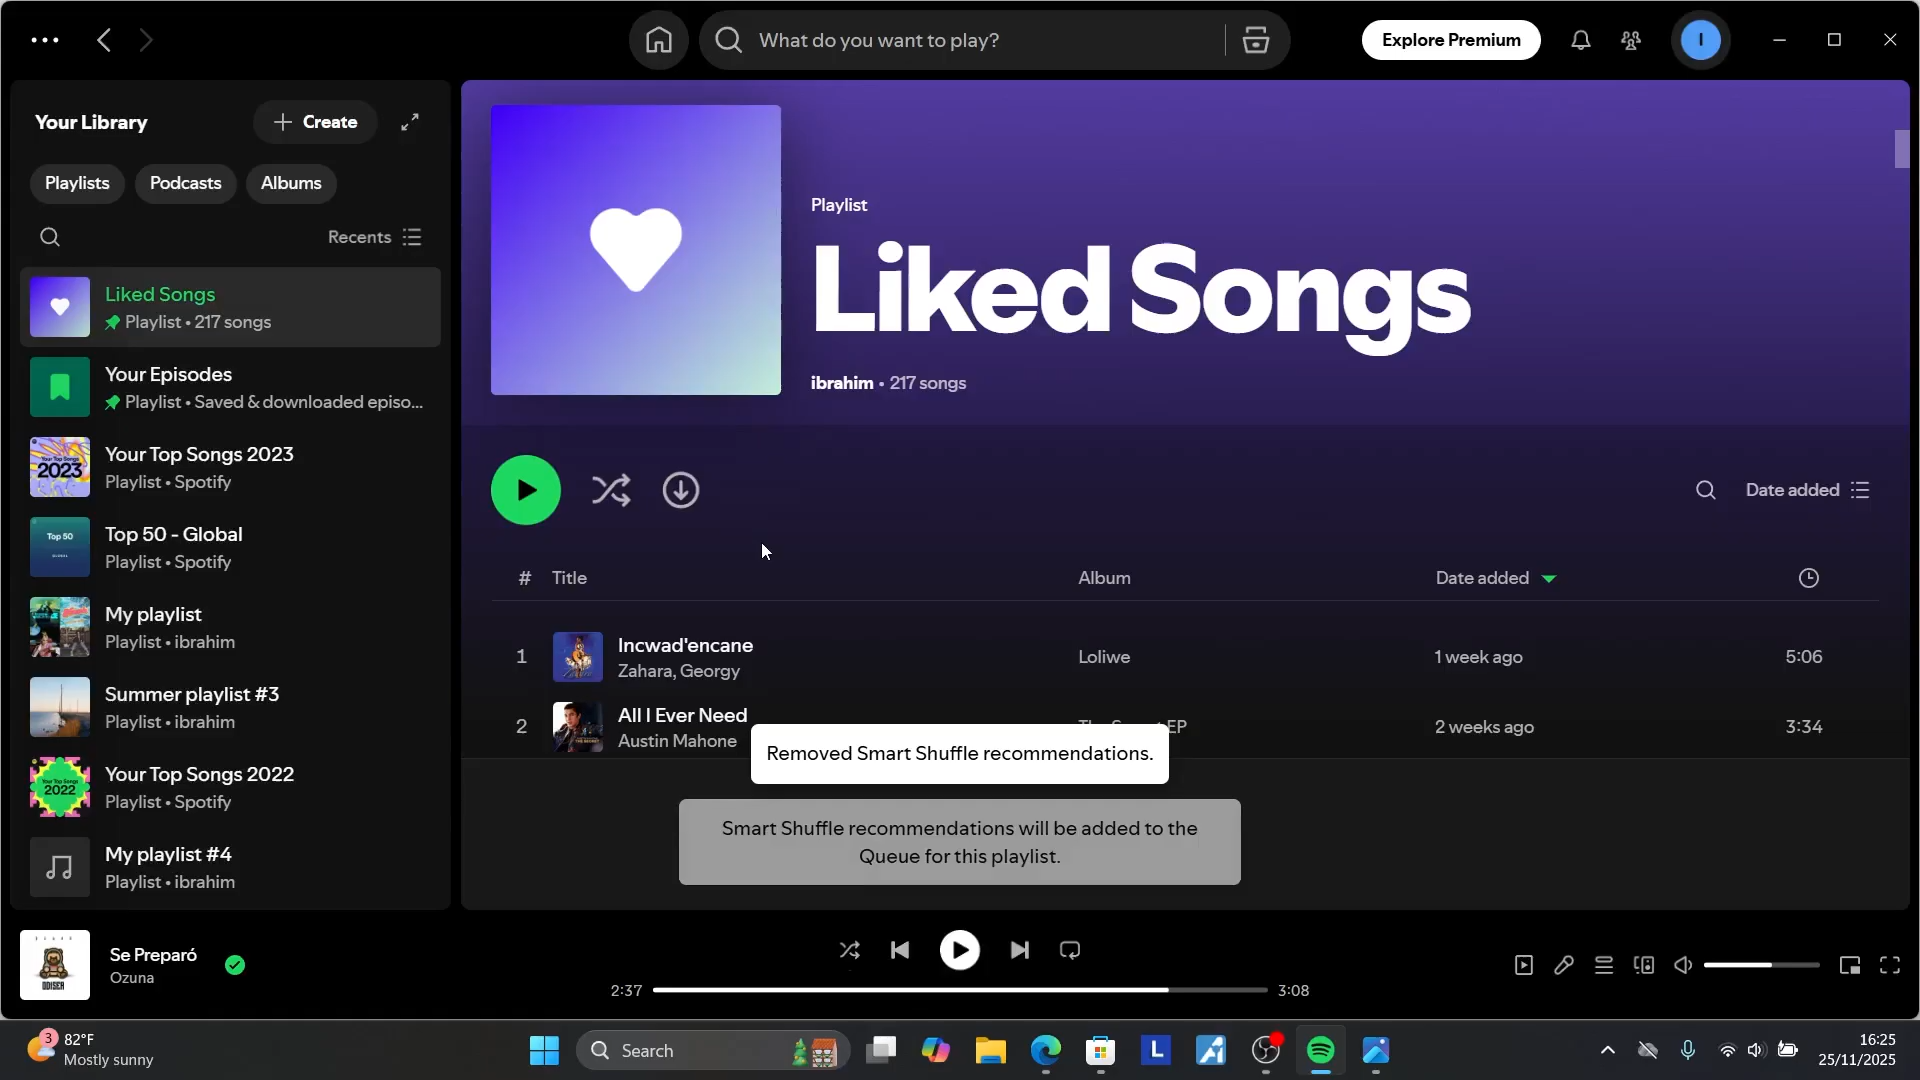 What do you want to play?
Explore Premium
I
Your Library
Create
Playlists
Podcasts
Albums
Recents
Liked Songs
Playlist • 217 songs
Your Episodes
Playlist • Saved & downloaded episo...
Your Top Songs 2023
Playlist • Spotify
Top 50 - Global
Playlist • Spotify
My playlist
Playlist • ibrahim
Summer playlist #3
Playlist • ibrahim
Your Top Songs 2022
Playlist • Spotify
My playlist #4
Playlist • ibrahim
Playlist
Liked Songs
ibrahim • 217 songs
Date added
# Title Album Date added
1 Incwad'encane Loliwe 1 week ago 5:06
Zahara, Georgy
2 All I Ever Need EP 2 weeks ago 3:34
Austin Mahone
Removed Smart Shuffle recommendations.
Smart Shuffle recommendations will be added to the
Queue for this playlist.
Se Preparó
Ozuna
2:37
3:08
3
82°F
Mostly sunny
Search
L
16:25
25/11/2025